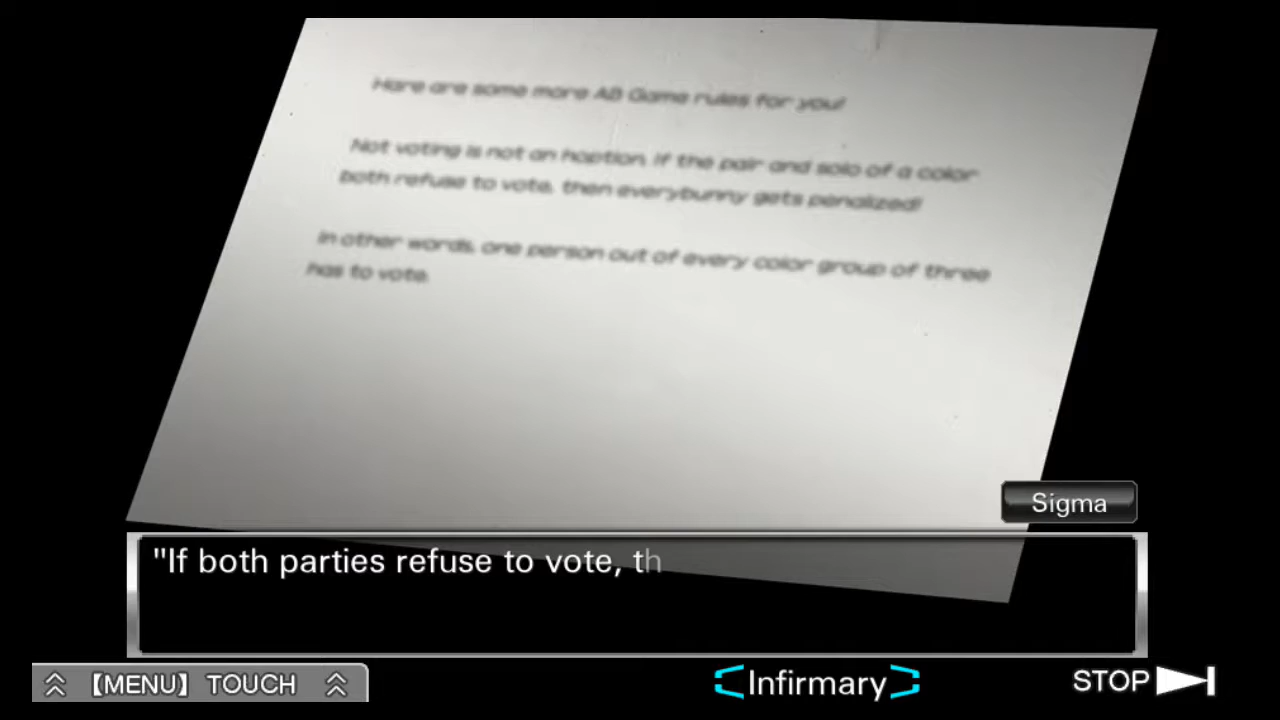 Hare are some more AB Game rules for you!
Not voting is not an hoption. If the pair and solo of a color
both refuse to vote, then everybunny gets penalized!
In other words, one person out of every color group of three
has to vote.
Sigma
"If both parties refuse to vote, th
【MENU】 TOUCH
Infirmary
STOP